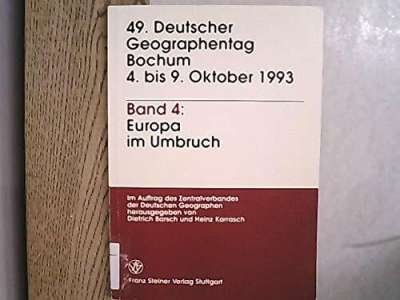 49. Deutscher
Geographentag
Bochum
4. bis 9. Oktober 1993
Band 4:
Europa
im Umbruch
Im Auftrag des Zentralverbandes
der Deutschen Geographen
herausgegeben von
Dietrich Barsch und Heinz Karrasch
Franz Steiner Verlag Stuttgart